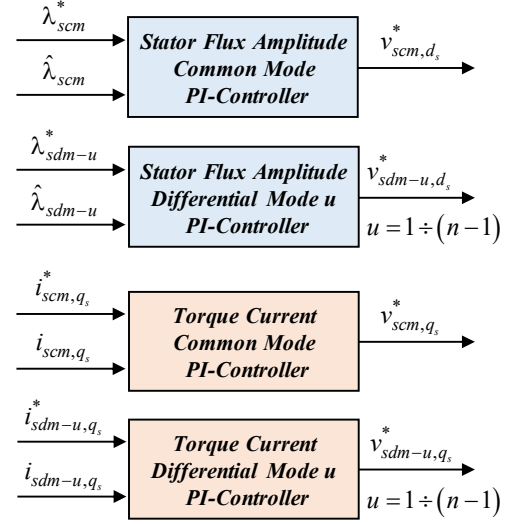 λ*scm
λ̂scm
Stator Flux Amplitude
Common Mode
PI-Controller
v*scm,ds
λ*sdm−u
λ̂sdm−u
Stator Flux Amplitude
Differential Mode u
PI-Controller
v*sdm−u,ds
u = 1 ÷ (n − 1)
i*scm,qs
iscm,qs
Torque Current
Common Mode
PI-Controller
v*scm,qs
i*sdm−u,qs
isdm−u,qs
Torque Current
Differential Mode u
PI-Controller
v*sdm−u,qs
u = 1 ÷ (n − 1)